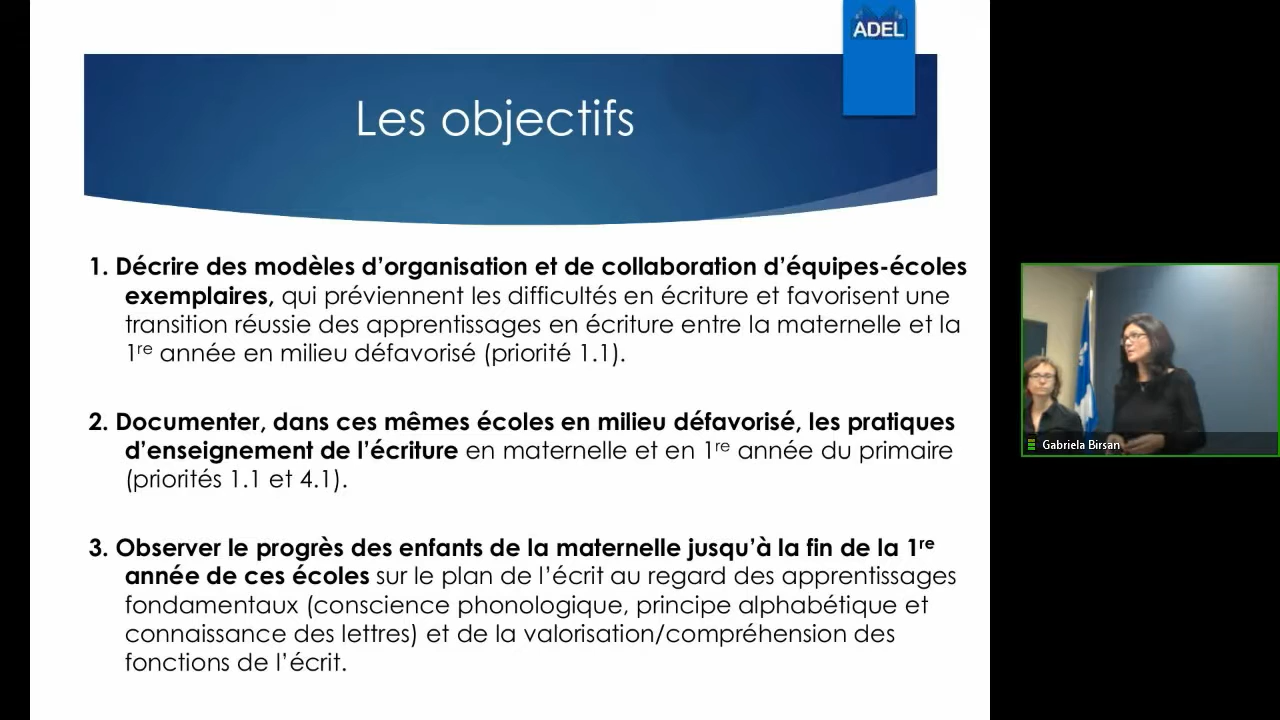 ADEL
Les objectifs
1. Décrire des modèles d’organisation et de collaboration d’équipes-écoles
exemplaires, qui préviennent les difficultés en écriture et favorisent une
transition réussie des apprentissages en écriture entre la maternelle et la
1re année en milieu défavorisé (priorité 1.1).
2. Documenter, dans ces mêmes écoles en milieu défavorisé, les pratiques
d’enseignement de l’écriture en maternelle et en 1re année du primaire
(priorités 1.1 et 4.1).
3. Observer le progrès des enfants de la maternelle jusqu’à la fin de la 1re
année de ces écoles sur le plan de l’écrit au regard des apprentissages
fondamentaux (conscience phonologique, principe alphabétique et
connaissance des lettres) et de la valorisation/compréhension des
fonctions de l’écrit.
Gabriela Birsan